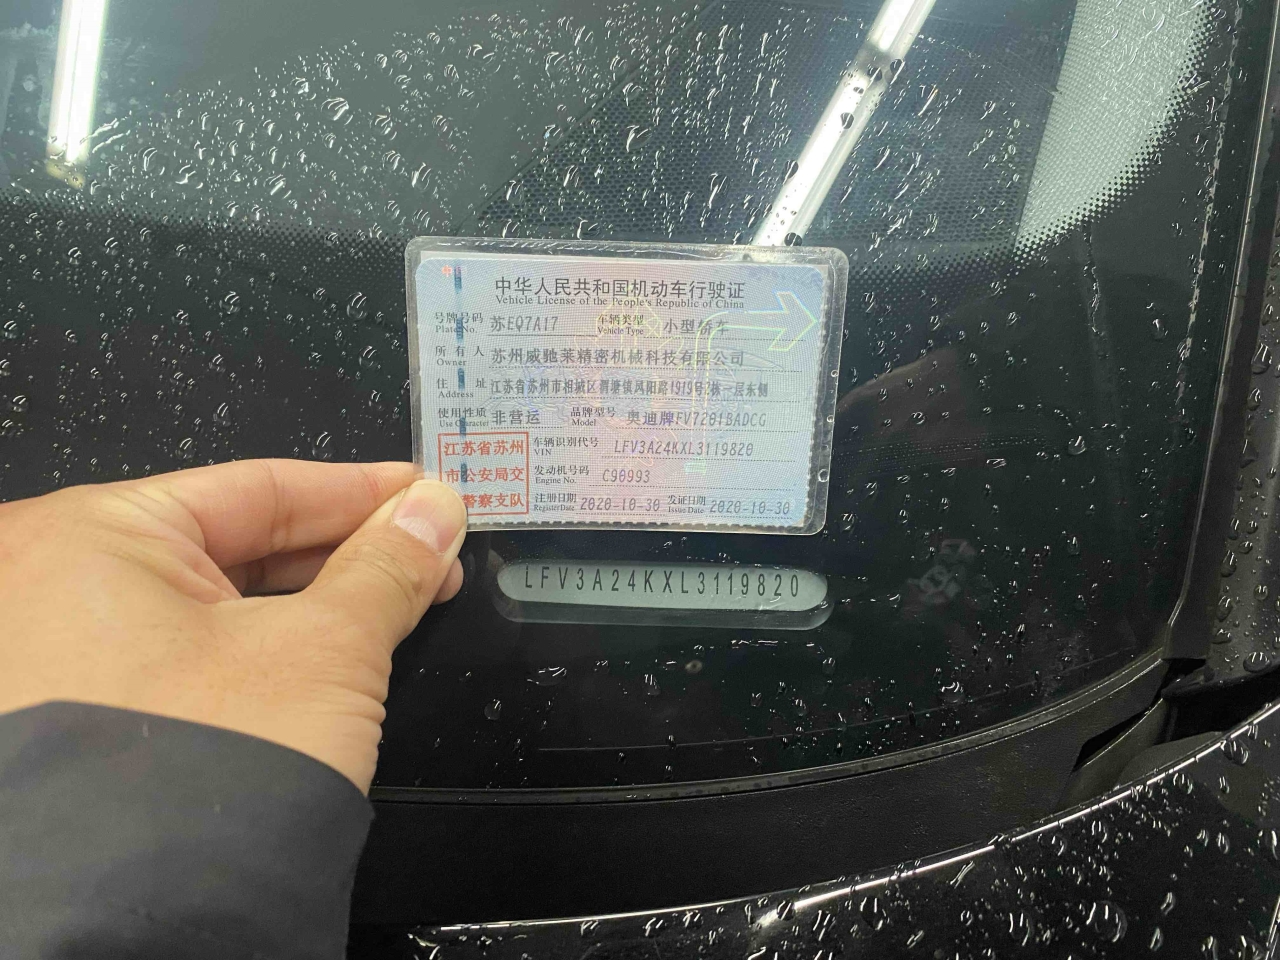 中华人民共和国机动车行驶证
Vehicle License of the People's Republic of China
号牌号码 苏EQ7A17 车辆类型 小型轿车
Plate No. Vehicle Type
所有人 苏州威驰莱精密机械科技有限公司
Owner
住址 江苏省苏州市相城区渭塘镇凤阳路1919号2栋一层东侧
Address
使用性质 非营运 品牌型号 奥迪牌FV7201BADCG
Use Character Model
江苏省苏州
市公安局交
警察支队
车辆识别代号 LFV3A24KXL3119820
VIN
发动机号码 C90993
Engine No.
注册日期 2020-10-30 发证日期 2020-10-30
Register Date Issue Date
LFV3A24KXL3119820